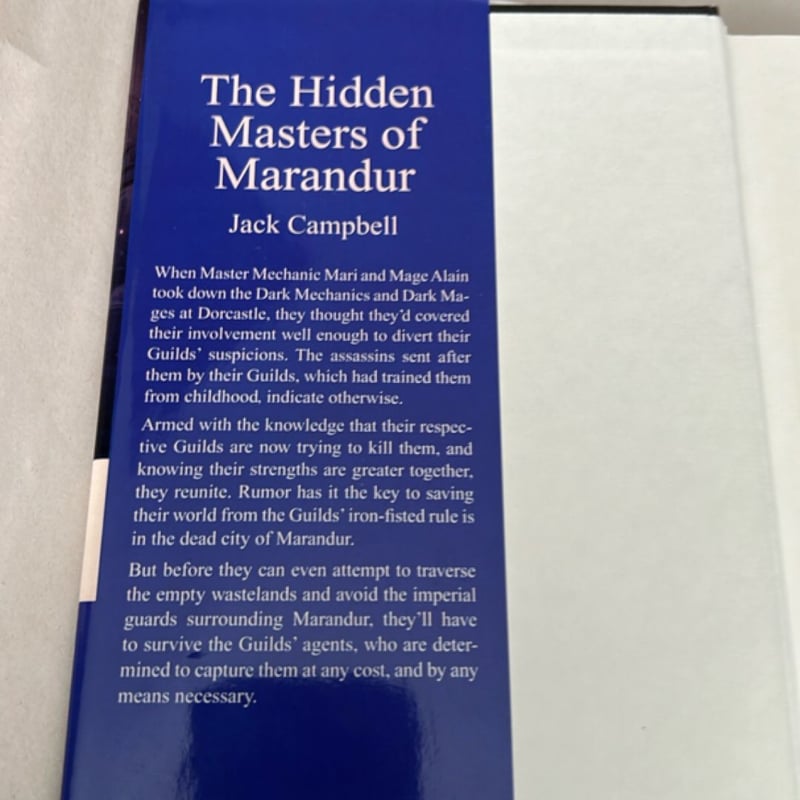 The Hidden
Masters of
Marandur
Jack Campbell
When Master Mechanic Mari and Mage Alain
took down the Dark Mechanics and Dark Ma-
ges at Dorcastle, they thought they'd covered
their involvement well enough to divert their
Guilds' suspicions. The assassins sent after
them by their Guilds, which had trained them
from childhood, indicate otherwise.
Armed with the knowledge that their respec-
tive Guilds are now trying to kill them, and
knowing their strengths are greater together,
they reunite. Rumor has it the key to saving
their world from the Guilds' iron-fisted rule is
in the dead city of Marandur.
But before they can even attempt to traverse
the empty wastelands and avoid the imperial
guards surrounding Marandur, they'll have
to survive the Guilds' agents, who are deter-
mined to capture them at any cost, and by any
means necessary.